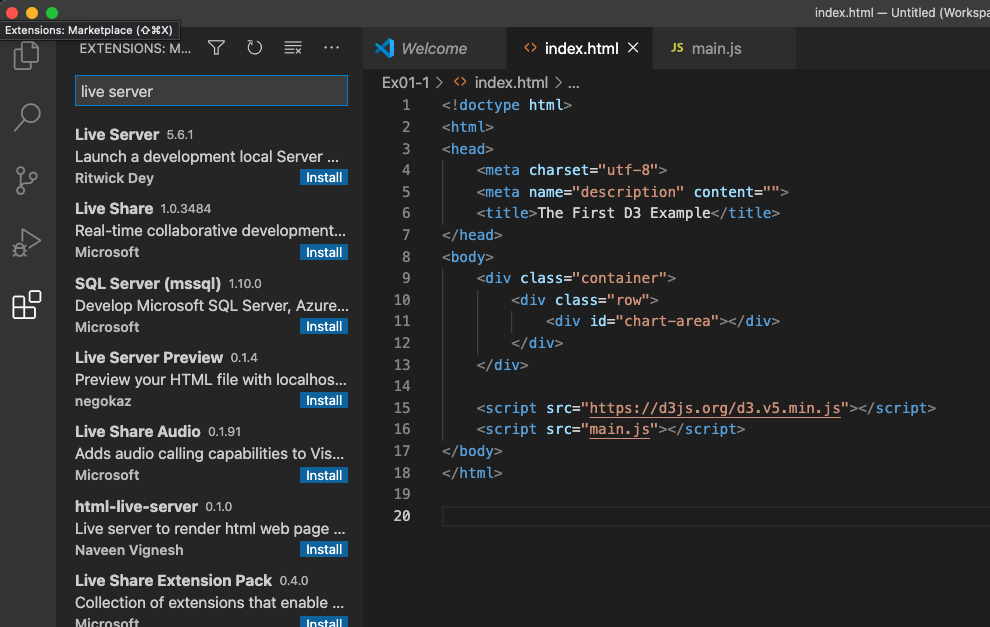 index.html — Untitled (Workspa
Extensions: Marketplace (⇧⌘X)
EXTENSIONS: M...
live server
Live Server 5.6.1
Launch a development local Server ...
Ritwick Dey
Install
Live Share 1.0.3484
Real-time collaborative development...
Microsoft
Install
SQL Server (mssql) 1.10.0
Develop Microsoft SQL Server, Azure...
Microsoft
Install
Live Server Preview 0.1.4
Preview your HTML file with localhos...
negokaz
Install
Live Share Audio 0.1.91
Adds audio calling capabilities to Vis...
Microsoft
Install
html-live-server 0.1.0
Live server to render html web page ...
Naveen Vignesh
Install
Live Share Extension Pack 0.4.0
Collection of extensions that enable ...
Microsoft
Install
Welcome
index.html
JS main.js
Ex01-1 > index.html > ...
1 <!doctype html>
2 <html>
3 <head>
4 <meta charset="utf-8">
5 <meta name="description" content="">
6 <title>The First D3 Example</title>
7 </head>
8 <body>
9 <div class="container">
10 <div class="row">
11 <div id="chart-area"></div>
12 </div>
13 </div>
14
15 <script src="https://d3js.org/d3.v5.min.js"></script>
16 <script src="main.js"></script>
17 </body>
18 </html>
19
20